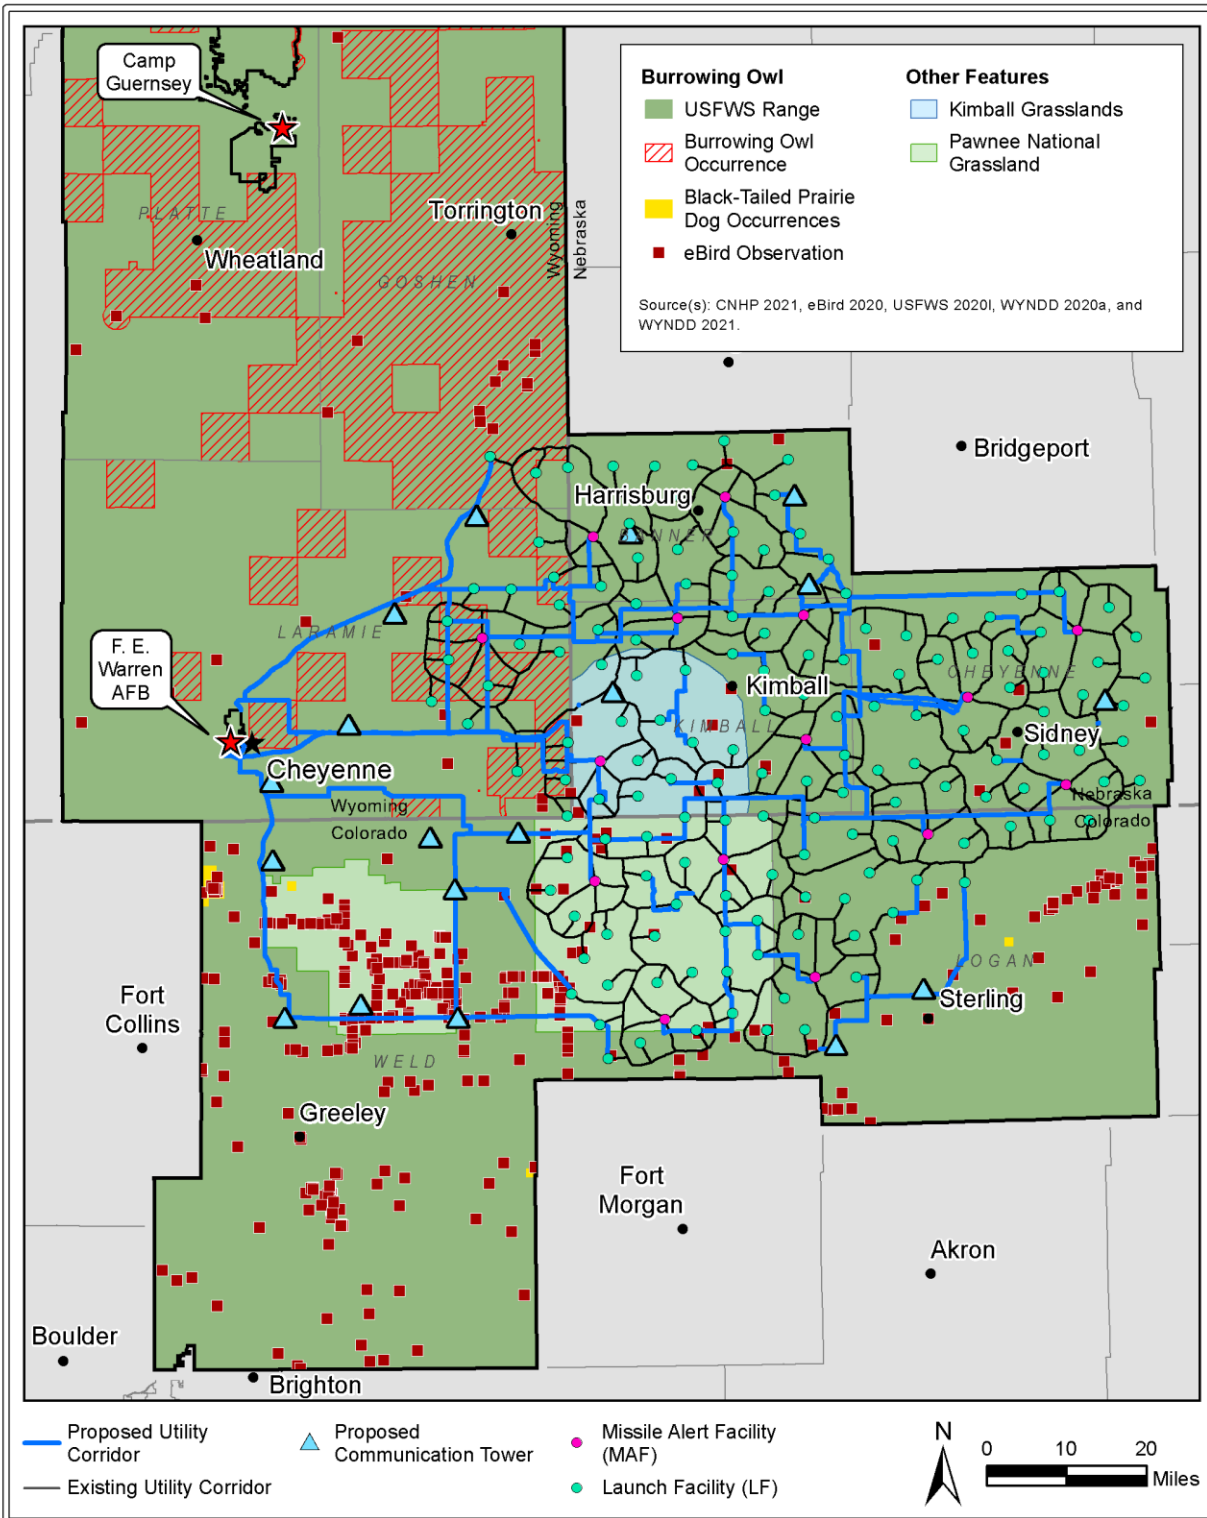 Camp
Guernsey
Burrowing Owl
USFWS Range
Burrowing Owl
Occurrence
Black-Tailed Prairie
Dog Occurrences
eBird Observation
Other Features
Kimball Grasslands
Pawnee National
Grassland
Source(s): CNHP 2021, eBird 2020, USFWS 2020l, WYNDD 2020a, and
WYNDD 2021.
PLATTE
Wheatland
Torrington
GOSHEN
Wyoming
Nebraska
Bridgeport
Harrisburg
BANNER
LARAMIE
F. E.
Warren
AFB
Cheyenne
Kimball
KIMBALL
CHEYENNE
Sidney
Wyoming
Colorado
Nebraska
Colorado
LOGAN
Sterling
Fort
Collins
WELD
Greeley
Fort
Morgan
Akron
Boulder
Brighton
Proposed Utility
Corridor
Existing Utility Corridor
Proposed
Communication Tower
Missile Alert Facility
(MAF)
Launch Facility (LF)
N
0 10 20
Miles